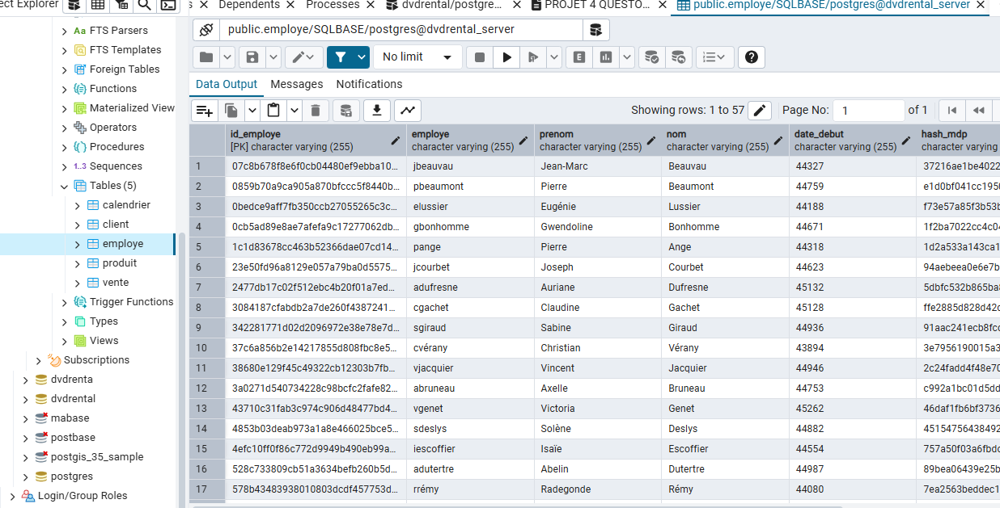 ect Explorer
s
Dependents
Processes
dvdrental/postgre...
PROJET 4 QUESTO...
public.employe/SQLBASE/postgres@dvdrental_server
public.employe/SQLBASE/postgres@dvdrental_server
No limit
E
Data Output Messages Notifications
Showing rows: 1 to 57
Page No: 1 of 1
Aa FTS Parsers
FTS Templates
Foreign Tables
Functions
Materialized View
Operators
Procedures
1..3 Sequences
Tables (5)
calendrier
client
employe
produit
vente
Trigger Functions
Types
Views
Subscriptions
dvdrenta
dvdrental
mabase
postbase
postgis_35_sample
postgres
Login/Group Roles
id_employe employe prenom nom date_debut hash_mdp
[PK] character varying (255) character varying (255) character varying (255) character varying (255) character varying (255) character varying
1 07c8b678f8e6f0cb04480ef9ebba10... jbeauvau Jean-Marc Beauvau 44327 37216ae1be4022
2 0859b70a9ca905a870bfccc5f8440b... pbeaumont Pierre Beaumont 44759 e1d0bf041cc195
3 0bedce9aff7fb350ccb27055265c3c... elussier Eugénie Lussier 44188 f73e57a85f3b53b
4 0cb5ad89e8ae7afefa9c17277062db... gbonhomme Gwendoline Bonhomme 44671 1f2ba7022cc4c0
5 1c1d83678cc463b52366dae07cd14... pange Pierre Ange 44318 1d2a533a143ca1
6 23e50fd96a8129e057a79ba0d5575... jcourbet Joseph Courbet 44623 94aebeea0e6e7b
7 2477db17c02f512ebc4b20f01a7ed... adufresne Auriane Dufresne 45132 5dbfc532b865ba
8 3084187cfabdb2a7de260f4387241... cgachet Claudine Gachet 45128 ffe2885d828d42
9 342281771d02d2096972e38e78e7d... sgiraud Sabine Giraud 44936 91aac241ecb8fc
10 37c6a856b2e14217855d808fbc8e5... cvérany Christian Vérany 43894 3e7956190015a3
11 38680e129f45c49322cb12303b7fb... vjacquier Vincent Jacquier 44946 2c24fadd4f48e70
12 3a0271d540734228c98bcfc2fafe82... abruneau Axelle Bruneau 44753 c992a1bc01d5dd
13 43710c31fab3c974c906d48477bd4... vgenet Victoria Genet 45262 46daf1fb6bf3736
14 4853b03deab973a1a8e466025bce5... sdeslys Solène Deslys 44882 45154756438492
15 4efc10ff0f86c772d9949b490eb99a... iescoffier Isaïe Escoffier 44554 757a50f03a6fbd
16 528c733809cb51a3634befb260b5d... adutertre Abelin Dutertre 44987 89bea06439e25b
17 578b43483938010803dcdf457753d... rrémy Radegonde Rémy 44080 7ea2563beddec1